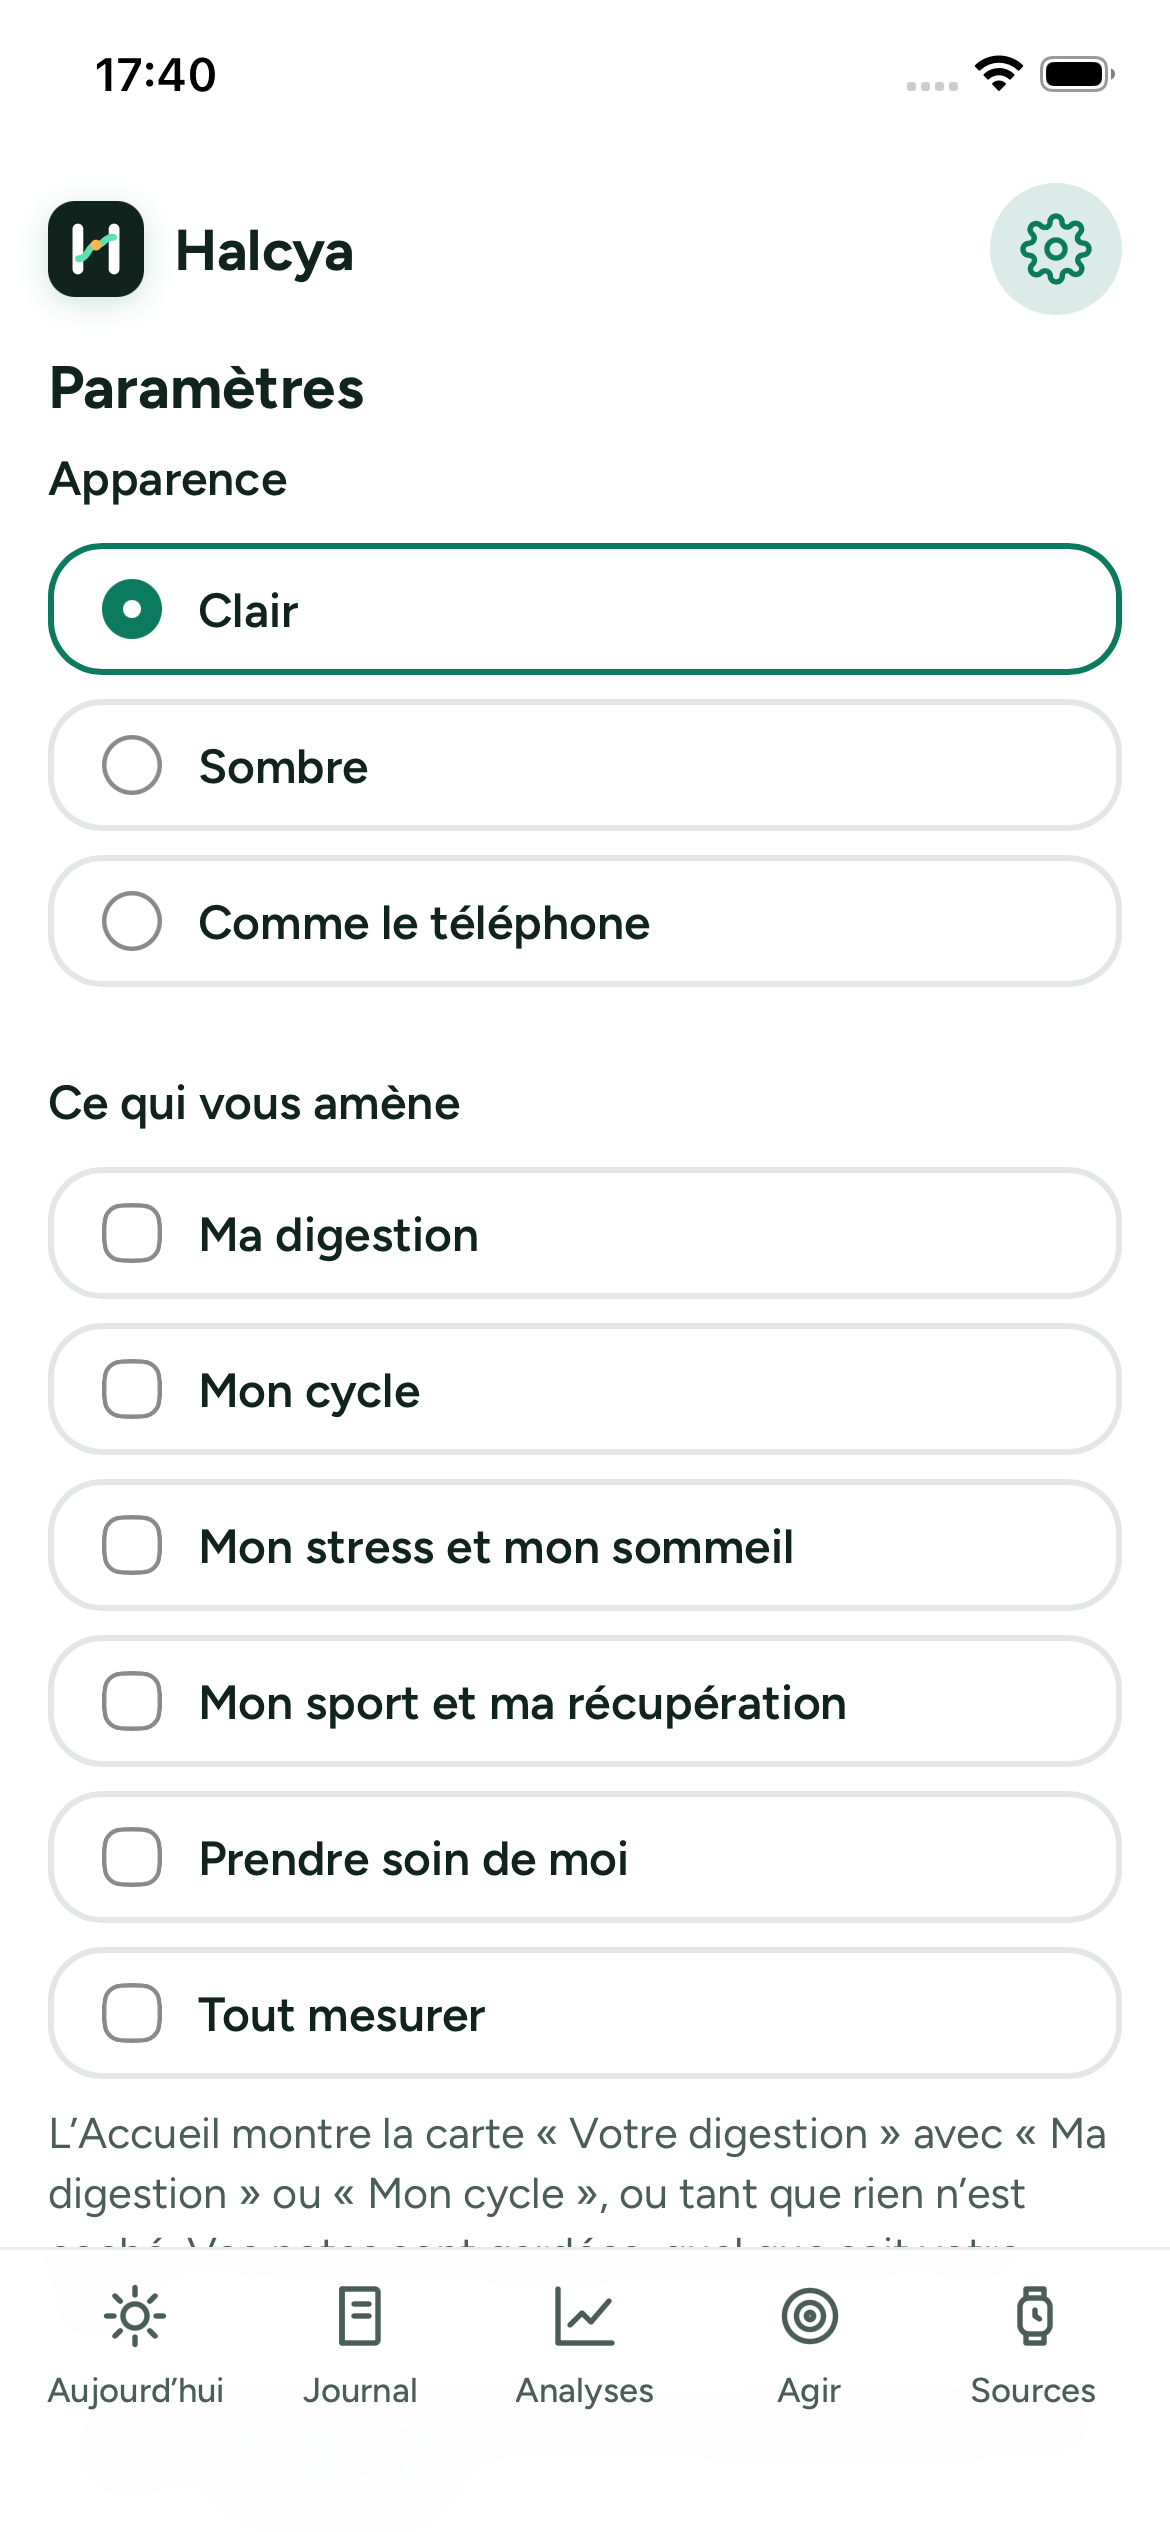 17:40
Halcya
Paramètres
Apparence
Clair
Sombre
Comme le téléphone
Ce qui vous amène
Ma digestion
Mon cycle
Mon stress et mon sommeil
Mon sport et ma récupération
Prendre soin de moi
Tout mesurer
L’Accueil montre la carte « Votre digestion » avec « Ma
digestion » ou « Mon cycle », ou tant que rien n’est
Aujourd’hui
Journal
Analyses
Agir
Sources